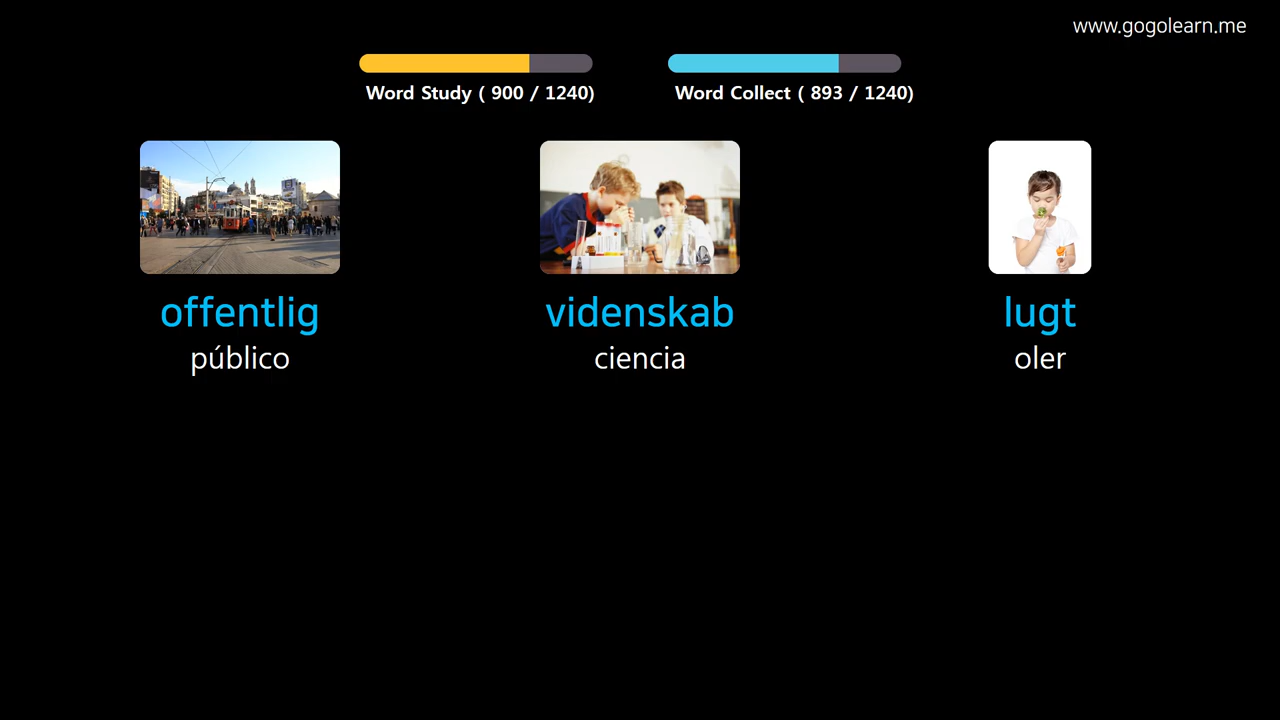 www.gogolearn.me
Word Study ( 900 / 1240)
Word Collect ( 893 / 1240)
offentlig
público
videnskab
ciencia
lugt
oler